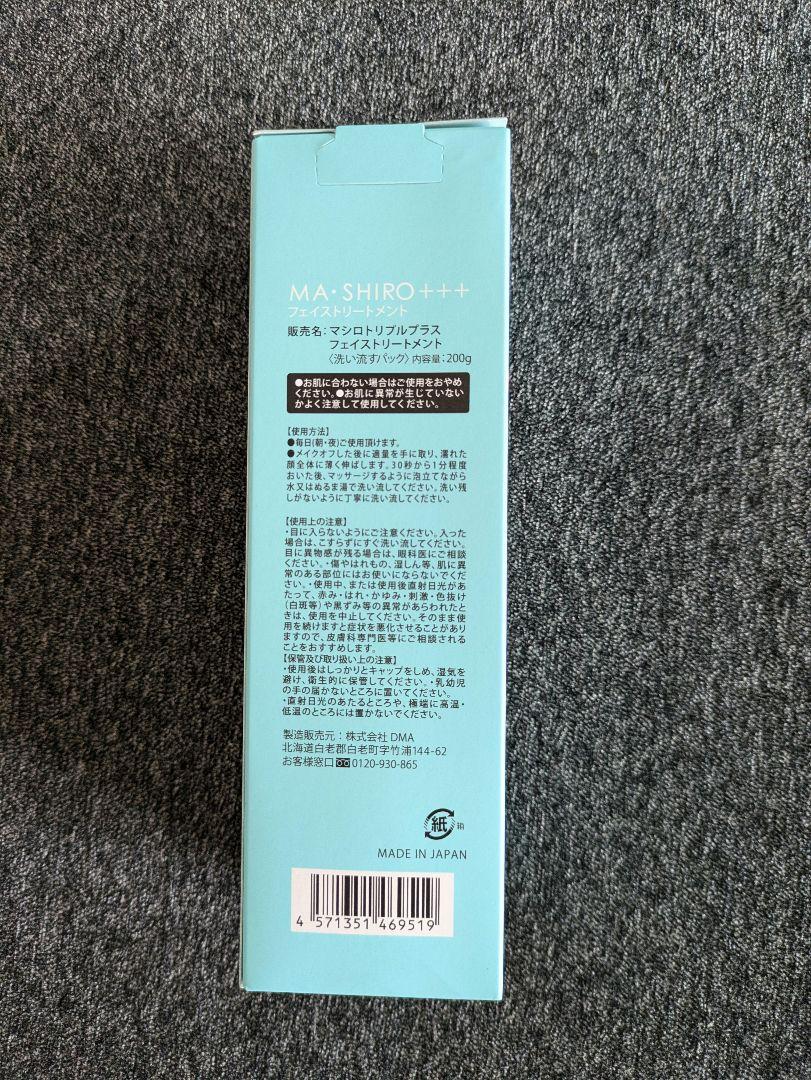 MA・SHIRO+++
フェイストリートメント
販売名：マシロトリプルプラス
フェイストリートメント
〈洗い流すパック〉内容量：200g
●お肌に合わない場合はご使用をおやめ
ください。●お肌に異常が生じていない
かよく注意して使用してください。
【使用方法】
●毎日(朝・夜)ご使用頂けます。
●メイクオフした後に適量を手に取り、濡れた
顔全体に薄く伸ばします。30秒から1分程度
おいた後、マッサージするように泡立てながら
水又はぬるま湯で洗い流してください。洗い残
しがないように丁寧に洗い流してください。
【使用上の注意】
・目に入らないようにご注意ください。入った
場合は、こすらずにすぐ洗い流してください。
目に異物感が残る場合は、眼科医にご相談
ください。・傷やはれもの、湿しん等、肌に異
常のある部位にはお使いにならないでくだ
さい。・使用中、または使用後直射日光があ
たって、赤み・はれ・かゆみ・刺激・色抜け
(白斑等)や黒ずみ等の異常があらわれたと
きは、使用を中止してください。そのまま使用
を続けますと症状を悪化させることがあり
ますので、皮膚科専門医等にご相談される
ことをおすすめします。
【保管及び取り扱い上の注意】
・使用後はしっかりとキャップをしめ、湿気を
避け、衛生的に保管してください。・乳幼児
の手の届かないところに置いてください。
・直射日光のあたるところや、極端に高温・
低温のところには置かないでください。
製造販売元：株式会社 DMA
北海道白老郡白老町字竹浦144-62
お客様窓口 0120-930-865
紙 箱
MADE IN JAPAN
4 571351 469519